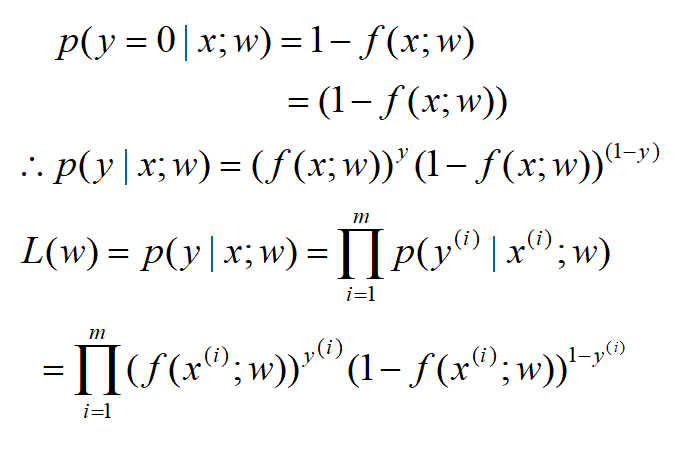 p(y = 0 | x; w) = 1 − f(x; w)
= (1 − f(x; w))
∴ p(y | x; w) = (f(x; w))^y (1 − f(x; w))^(1−y)
L(w) = p(y | x; w) = ∏_{i=1}^{m} p(y^(i) | x^(i); w)
= ∏_{i=1}^{m} (f(x^(i); w))^{y^(i)} (1 − f(x^(i); w))^{1−y^(i)}